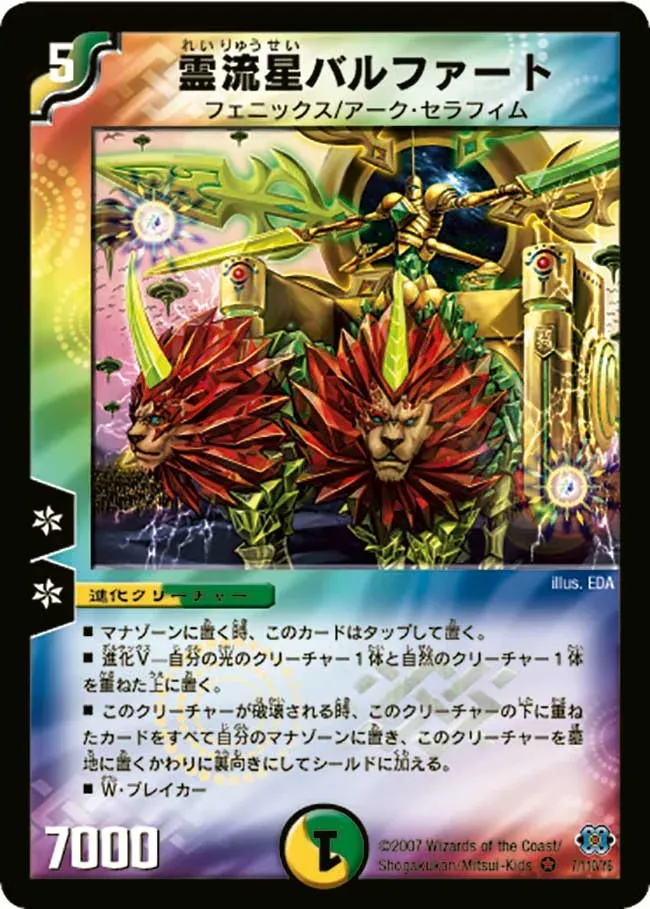 5
れいりゅうせい
霊流星バルファート
フェニックス/アーク・セラフィム
illus. EDA
進化クリーチャー
■ マナゾーンに置く時、このカードはタップして置く。
■ 進化V―自分の光のクリーチャー1体と自然のクリーチャー1体
を重ねた上に置く。
■ このクリーチャーが破壊される時、このクリーチャーの下に重ね
たカードをすべて自分のマナゾーンに置き、このクリーチャーを墓
地に置くかわりに裏向きにしてシールドに加える。
■ W・ブレイカー
7000
1
©2007 Wizards of the Coast/
Shogakukan/Mitsui-Kids
7/110/Y6